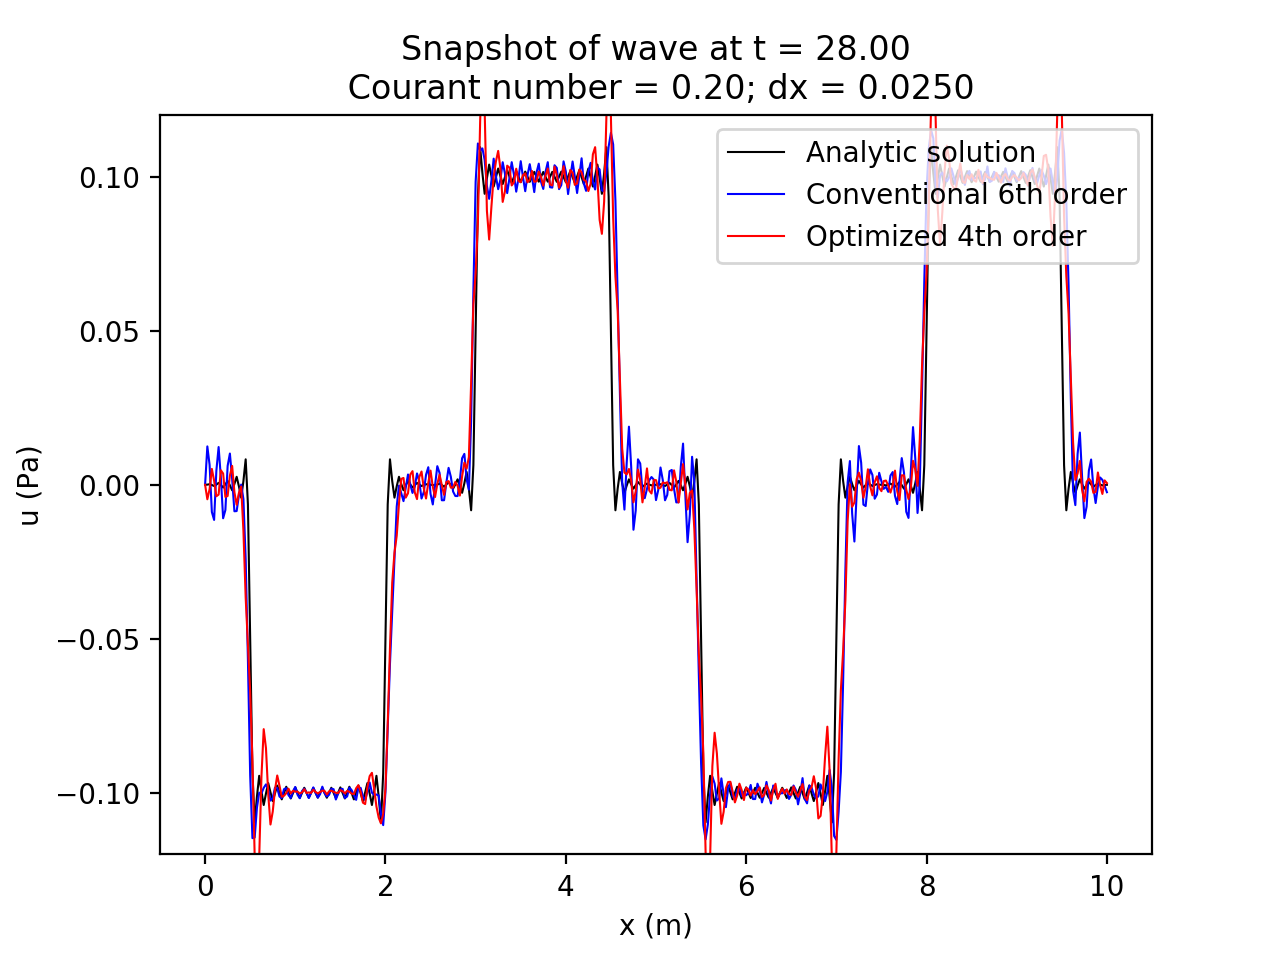 Snapshot of wave at t = 28.00
Courant number = 0.20; dx = 0.0250
Analytic solution
Conventional 6th order
Optimized 4th order
0.10
0.05
0.00
−0.05
−0.10
u (Pa)
0 2 4 6 8 10
x (m)